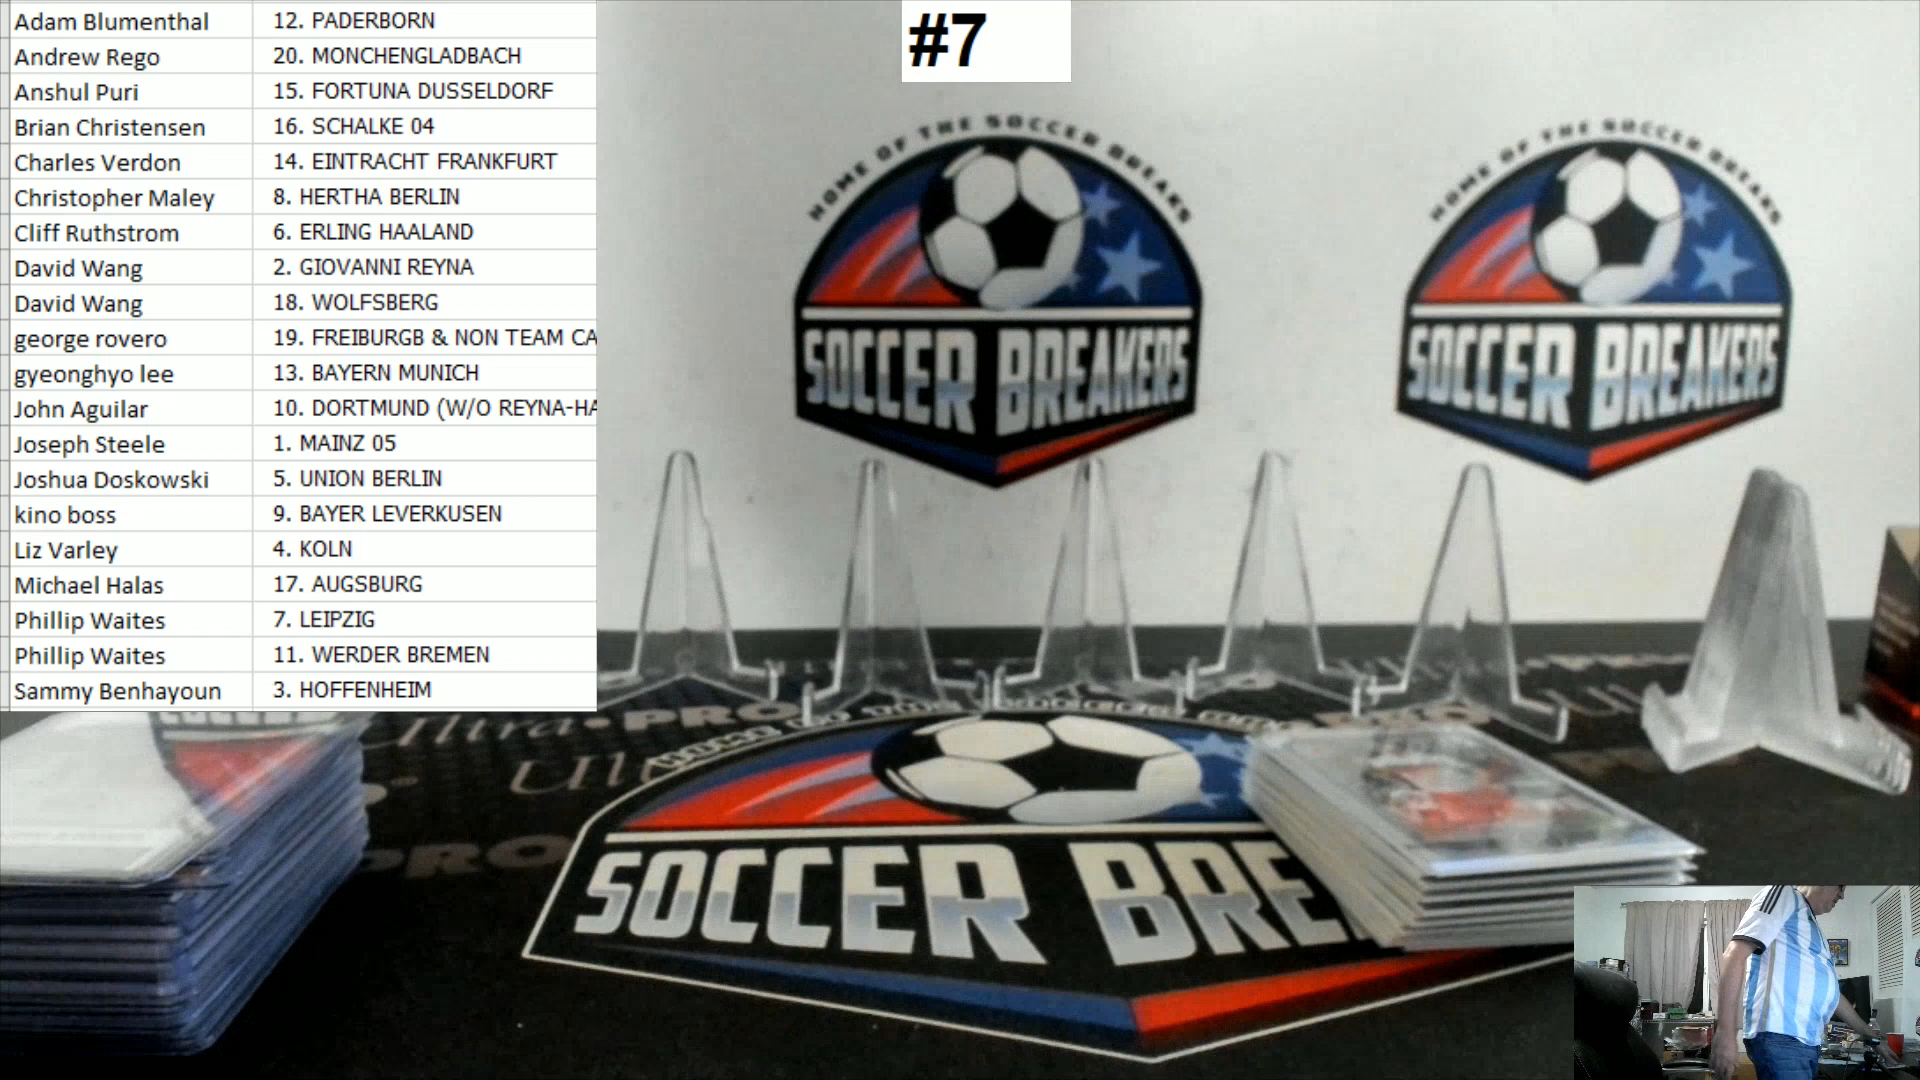 Adam Blumenthal 12. PADERBORN
Andrew Rego 20. MONCHENGLADBACH
Anshul Puri 15. FORTUNA DUSSELDORF
Brian Christensen 16. SCHALKE 04
Charles Verdon 14. EINTRACHT FRANKFURT
Christopher Maley 8. HERTHA BERLIN
Cliff Ruthstrom 6. ERLING HAALAND
David Wang 2. GIOVANNI REYNA
David Wang 18. WOLFSBERG
george rovero 19. FREIBURGB & NON TEAM CA
gyeonghyo lee 13. BAYERN MUNICH
John Aguilar 10. DORTMUND (W/O REYNA-HA
Joseph Steele 1. MAINZ 05
Joshua Doskowski 5. UNION BERLIN
kino boss 9. BAYER LEVERKUSEN
Liz Varley 4. KOLN
Michael Halas 17. AUGSBURG
Phillip Waites 7. LEIPZIG
Phillip Waites 11. WERDER BREMEN
Sammy Benhayoun 3. HOFFENHEIM
#7
HOME OF THE SOCCER BREAKS
SOCCER BREAKERS
HOME OF THE SOCCER BREAKS
SOCCER BREAKERS
Ultra•PRO
PRO
SOCCER BRE